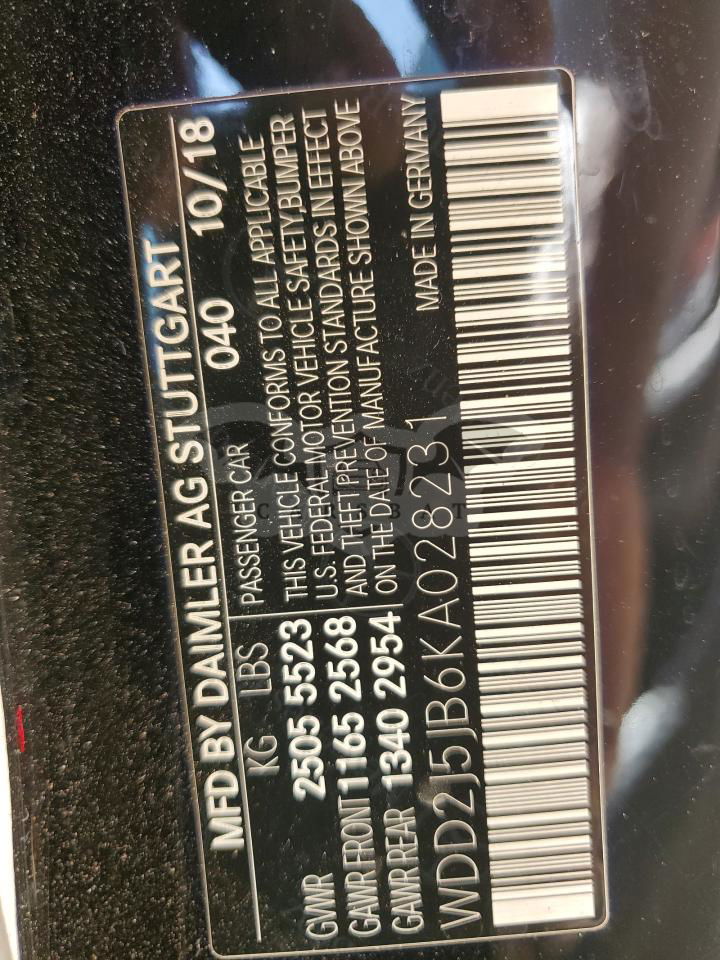 MFD BY DAIMLER AG STUTTGART
040 10/18
KG LBS
GVWR 2505 5523
GAWR FRONT 1165 2568
GAWR REAR 1340 2954
PASSENGER CAR
THIS VEHICLE CONFORMS TO ALL APPLICABLE
U.S. FEDERAL MOTOR VEHICLE SAFETY,BUMPER
AND THEFT PREVENTION STANDARDS IN EFFECT
ON THE DATE OF MANUFACTURE SHOWN ABOVE
WDD2J5JB6KA028231
MADE IN GERMANY